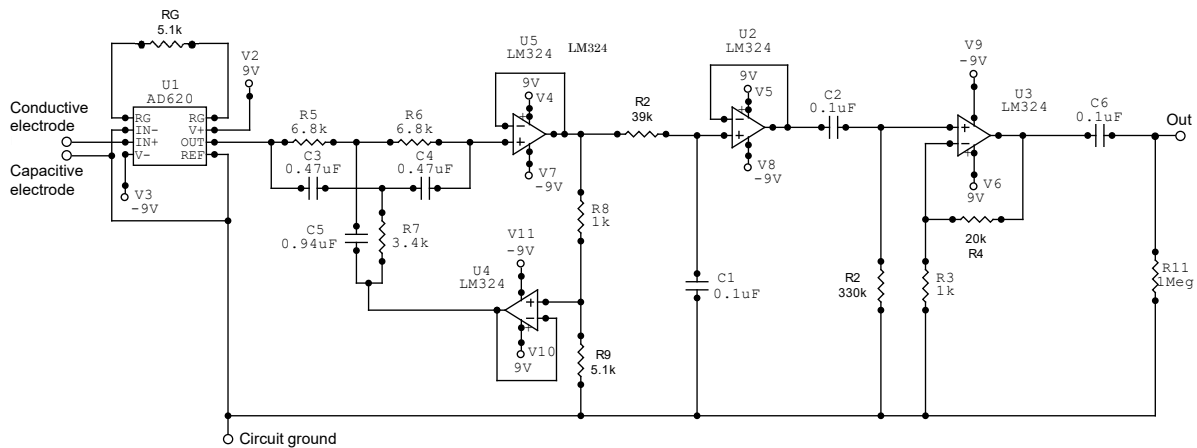 RG
5.1k
U1
AD620
V2
9V
RG
IN-
IN+
V-
RG
V+
OUT
REF
Conductive
electrode
Capacitive
electrode
V3
-9V
R5
6.8k
C3
0.47uF
R6
6.8k
C4
0.47uF
C5
0.94uF
R7
3.4k
U5
LM324
LM324
9V
V4
V7
-9V
R8
1k
V11
-9V
U4
LM324
V10
9V
R9
5.1k
R2
39k
C1
0.1uF
U2
LM324
9V
V5
V8
-9V
C2
0.1uF
R2
330k
V9
-9V
U3
LM324
V6
9V
20k
R4
R3
1k
C6
0.1uF
Out
R11
1Meg
Circuit ground